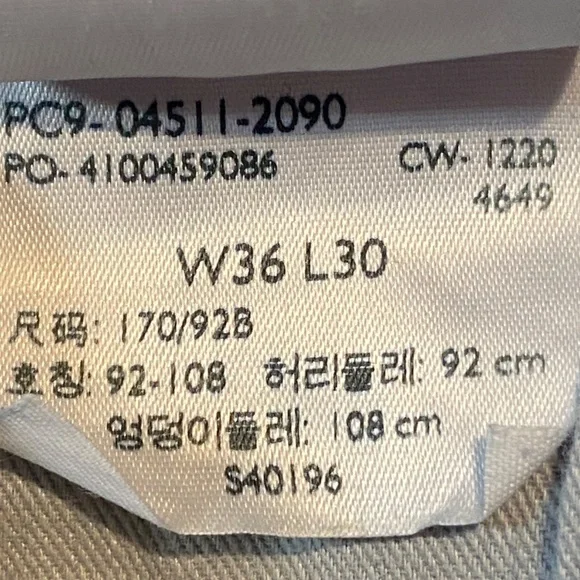 PC9-04511-2090
PO-4100459086 CW-1220
4649
W36 L30
尺码: 170/92B
호칭: 92-108 허리둘레: 92 cm
엉덩이둘레: 108 cm
S40196